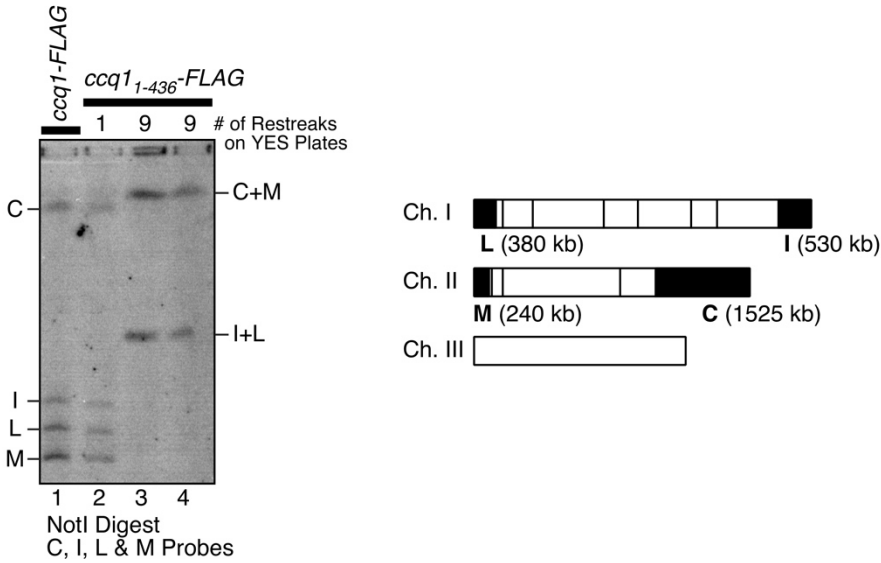 ccq1-FLAG
ccq1₁₋₄₃₆-FLAG
1 9 9 # of Restreaks
on YES Plates
C
C+M
I+L
I
L
M
1 2 3 4
NotI Digest
C, I, L & M Probes
Ch. I
L (380 kb) I (530 kb)
Ch. II
M (240 kb) C (1525 kb)
Ch. III